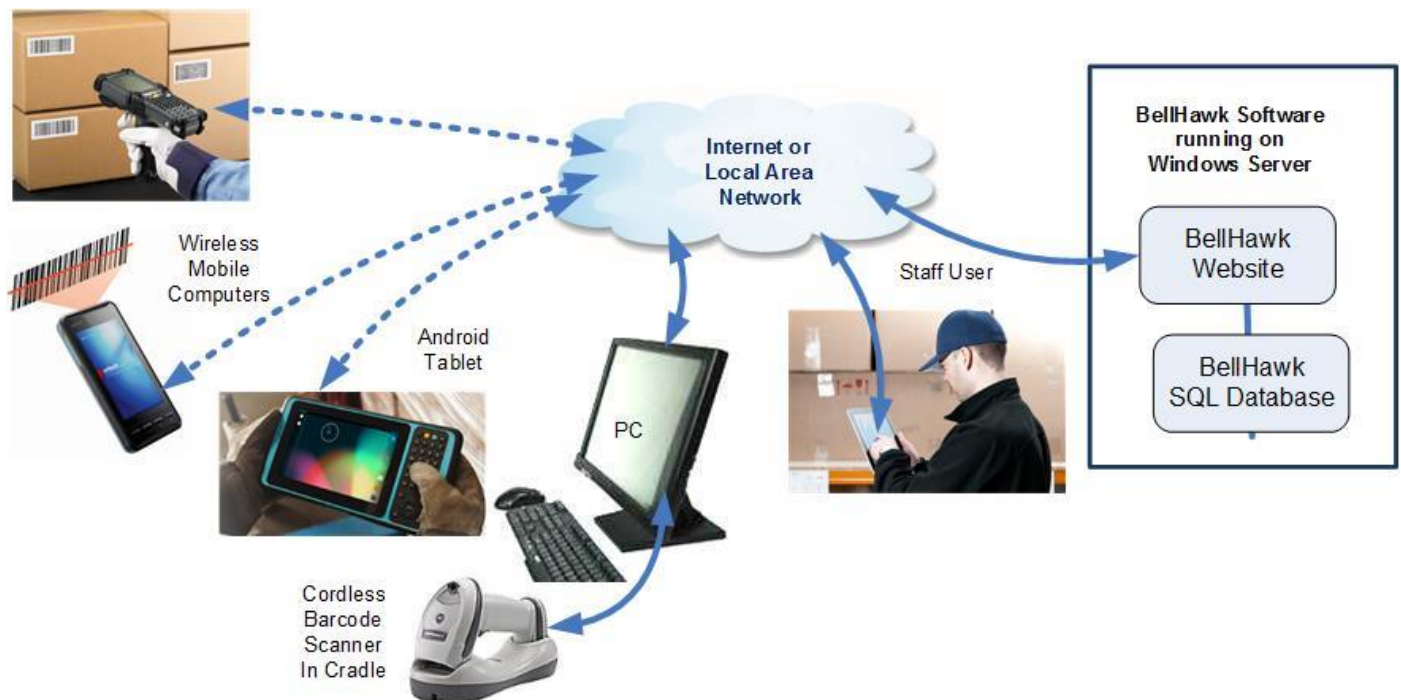 Internet or
Local Area
Network
BellHawk Software
running on
Windows Server
BellHawk
Website
BellHawk
SQL Database
Wireless
Mobile
Computers
Staff User
Android
Tablet
PC
Cordless
Barcode
Scanner
In Cradle